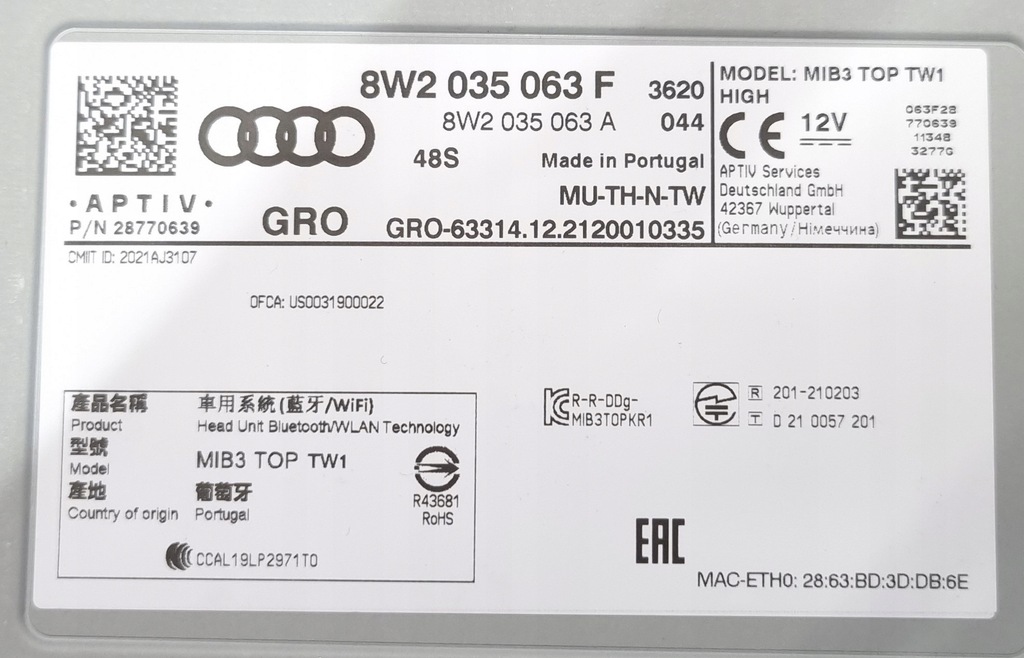 8W2 035 063 F 3620
8W2 035 063 A 044
48S Made in Portugal
·APTIV·
P/N 28770639
GRO
MU-TH-N-TW
GRO-63314.12.2120010335
MODEL: MIB3 TOP TW1
HIGH
CE 12V
063F28
770639
11348
3277G
APTIV Services
Deutschland GmbH
42367 Wuppertal
(Germany/Німеччина)
CMIIT ID: 2021AJ3107
OFCA: US0031900022
產品名稱 車用系統(藍牙/WiFi)
Product Head Unit Bluetooth/WLAN Technology
型號
Model MIB3 TOP TW1
產地 葡萄牙
Country of origin Portugal
R43681
RoHS
CCAL19LP2971T0
R-R-DDg-
MIB3TOPKR1
R 201-210203
T D 21 0057 201
EAC
MAC-ETH0: 28:63:BD:3D:DB:6E